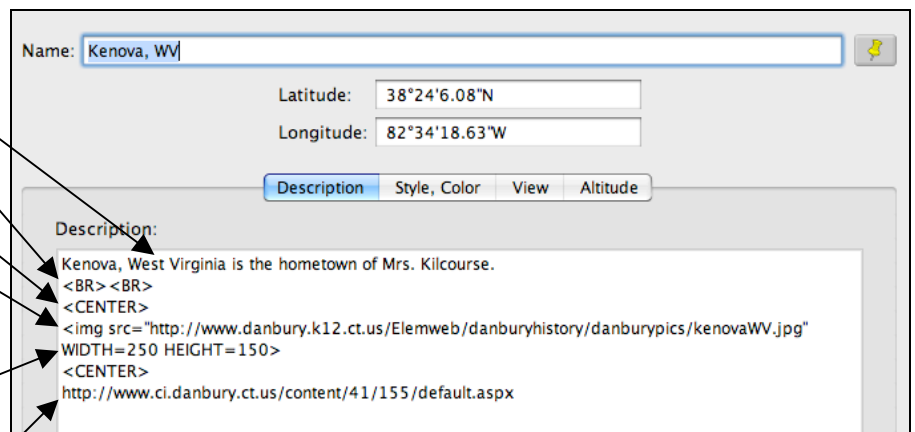 Name: Kenova, WV
Latitude: 38°24'6.08"N
Longitude: 82°34'18.63"W
Description Style, Color View Altitude
Description:
Kenova, West Virginia is the hometown of Mrs. Kilcourse.
<BR><BR>
<CENTER>
<img src="http://www.danbury.k12.ct.us/Elemweb/danburyhistory/danburypics/kenovaWV.jpg"
WIDTH=250 HEIGHT=150>
<CENTER>
http://www.ci.danbury.ct.us/content/41/155/default.aspx